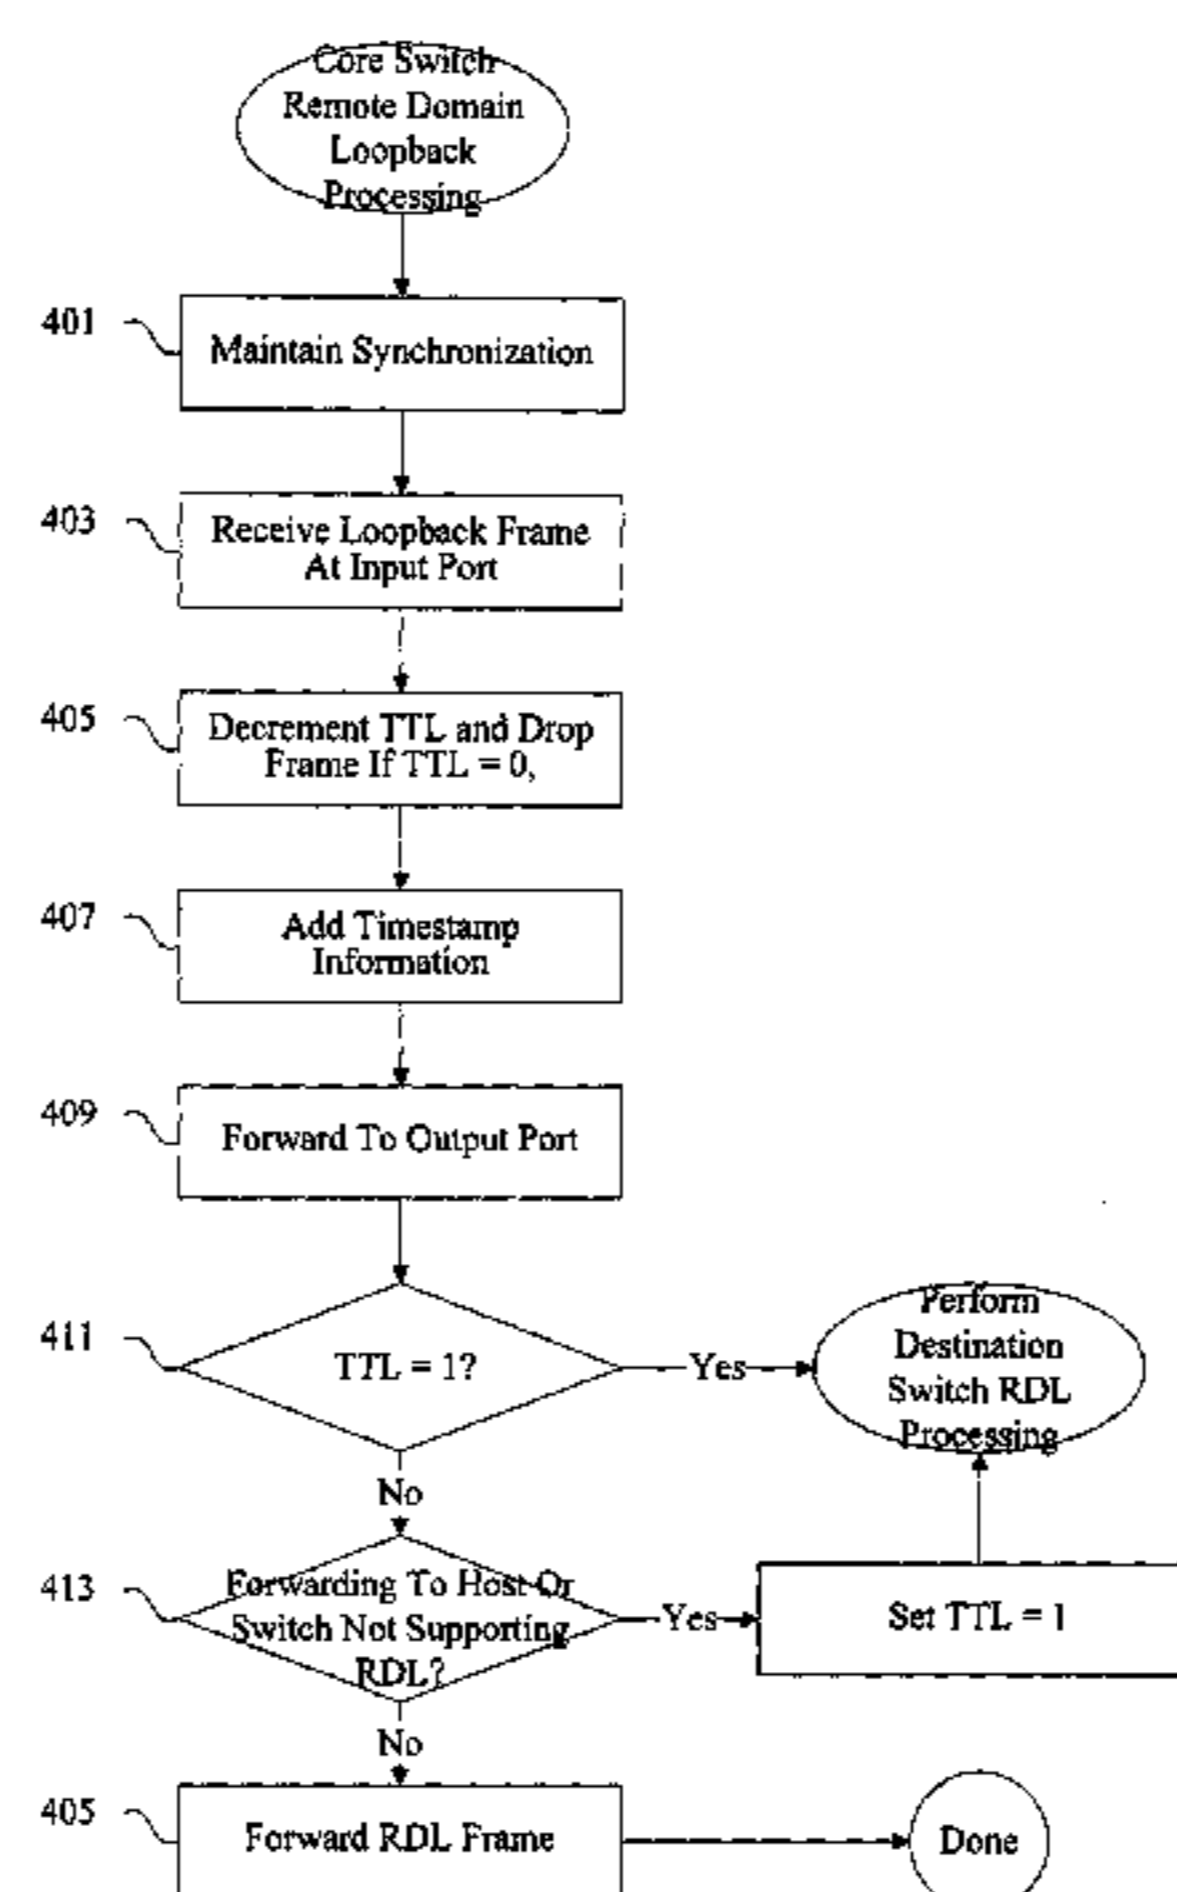 Core Switch
Remote Domain
Loopback
Processing
401
Maintain Synchronization
403
Receive Loopback Frame
At Input Port
405
Decrement TTL and Drop
Frame If TTL = 0,
407
Add Timestamp
Information
409
Forward To Output Port
411
TTL = 1?
Yes
Perform
Destination
Switch RDL
Processing
No
413
Forwarding To Host Or
Switch Not Supporting
RDL?
Yes
Set TTL = 1
No
405
Forward RDL Frame
Done